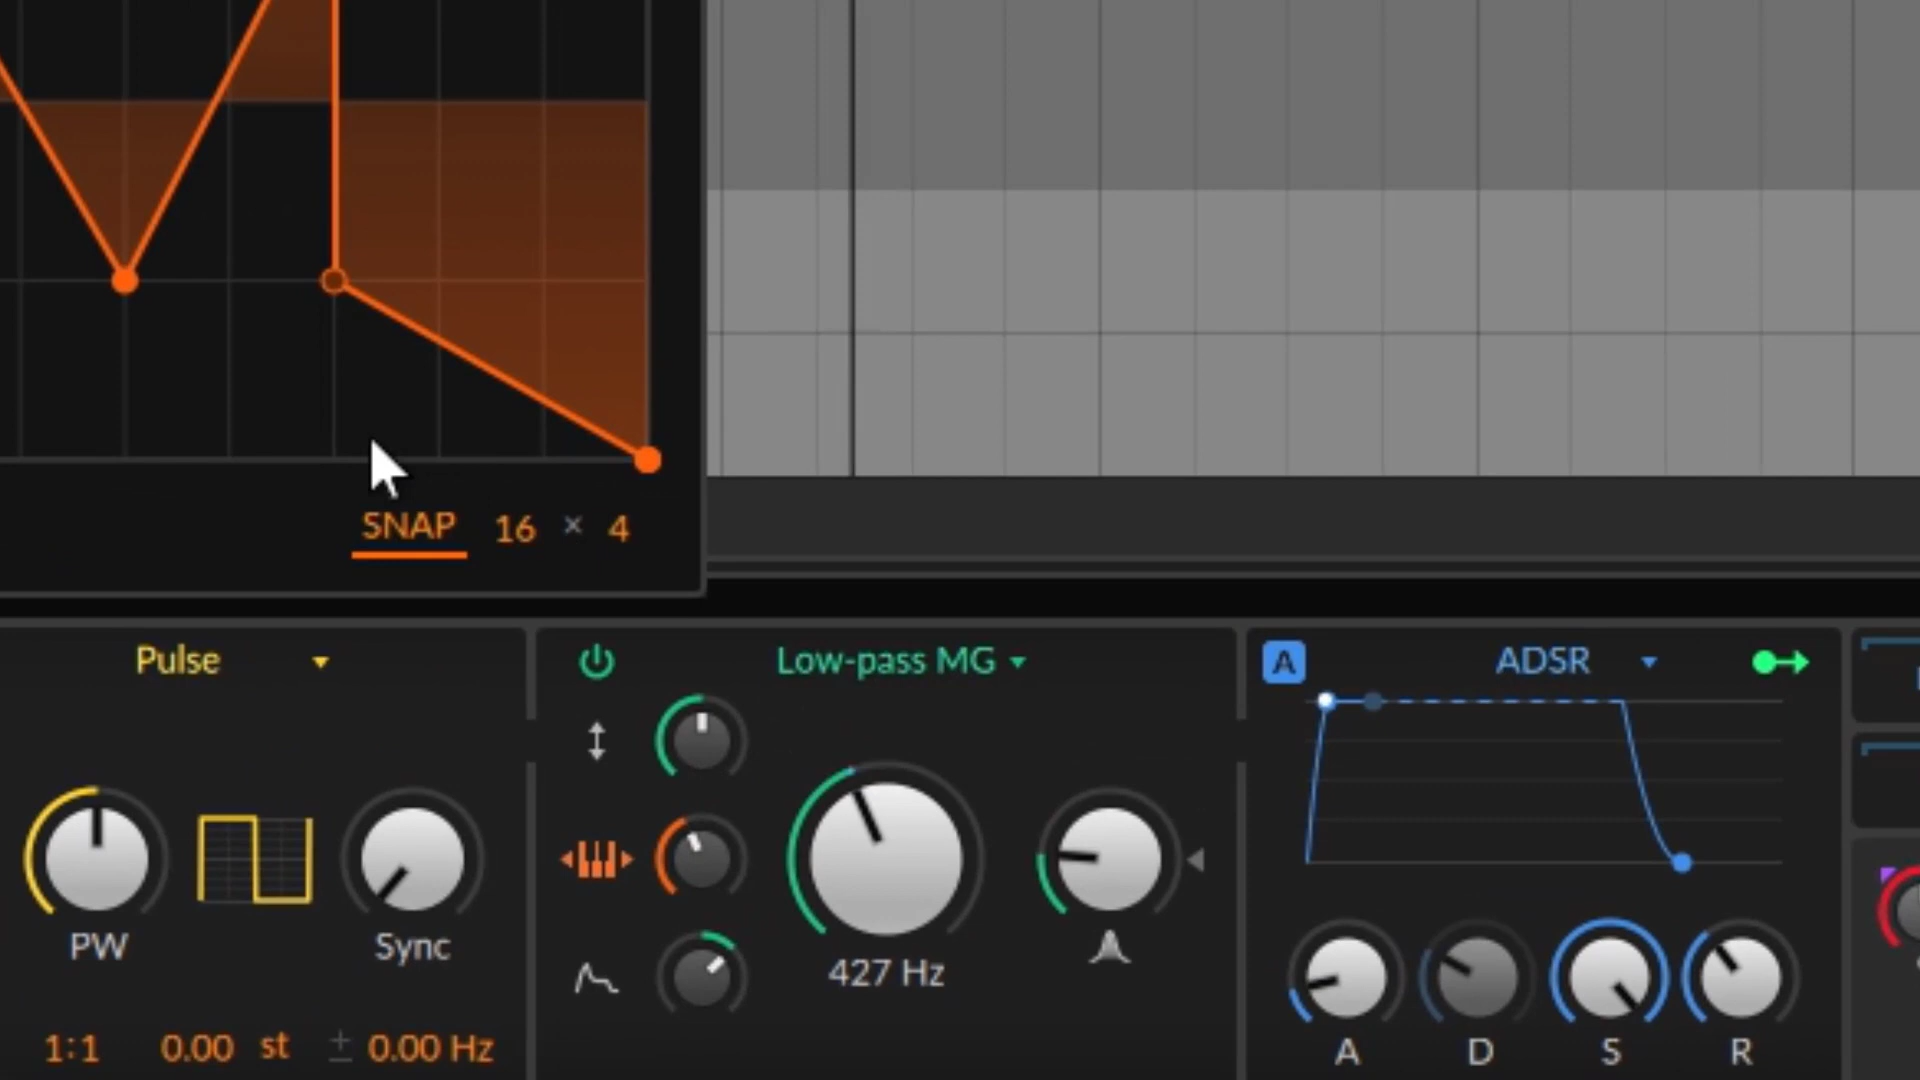 SNAP 16 × 4
Pulse
Low-pass MG
A
ADSR
PW
Sync
427 Hz
1:1 0.00 st ± 0.00 Hz
A D S R